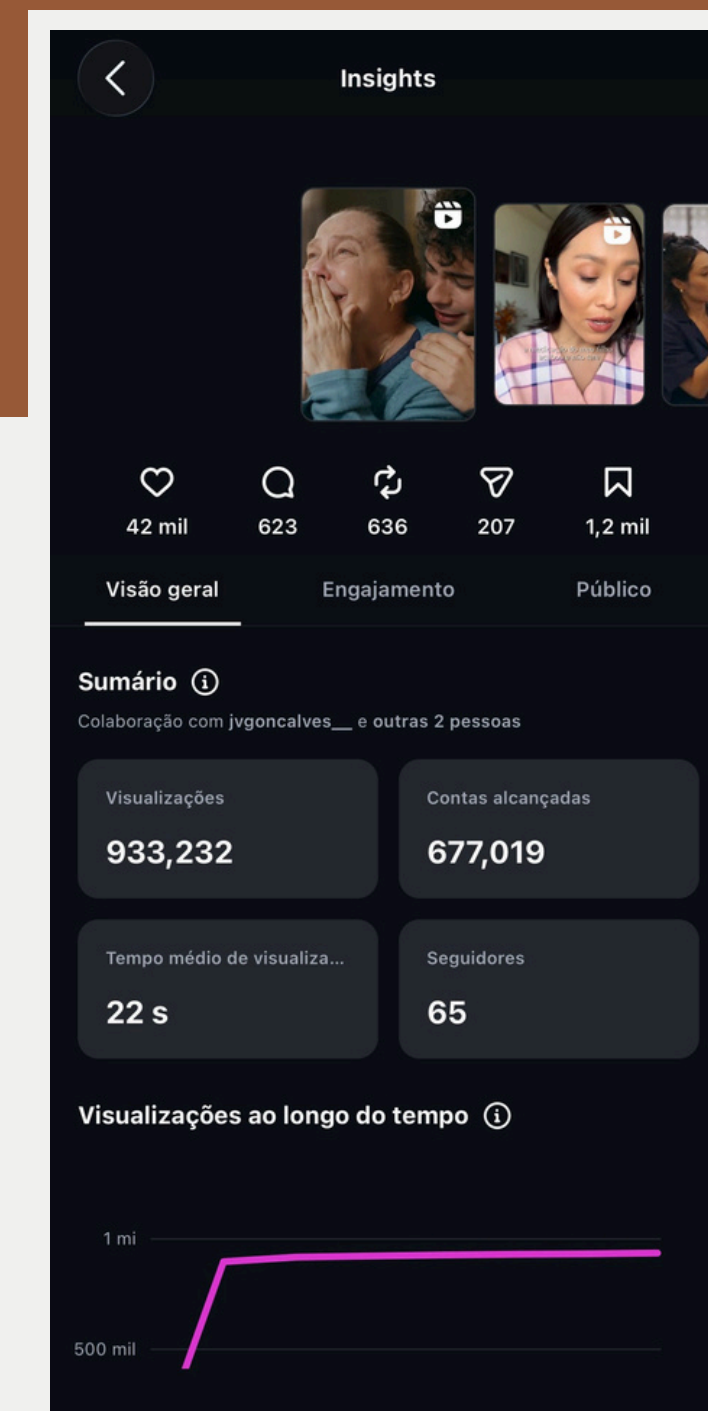 Insights
42 mil
623
636
207
1,2 mil
Visão geral
Engajamento
Público
Sumário
Colaboração com jvgoncalves__ e outras 2 pessoas
Visualizações
933,232
Contas alcançadas
677,019
Tempo médio de visualiza...
22 s
Seguidores
65
Visualizações ao longo do tempo
1 mi
500 mil